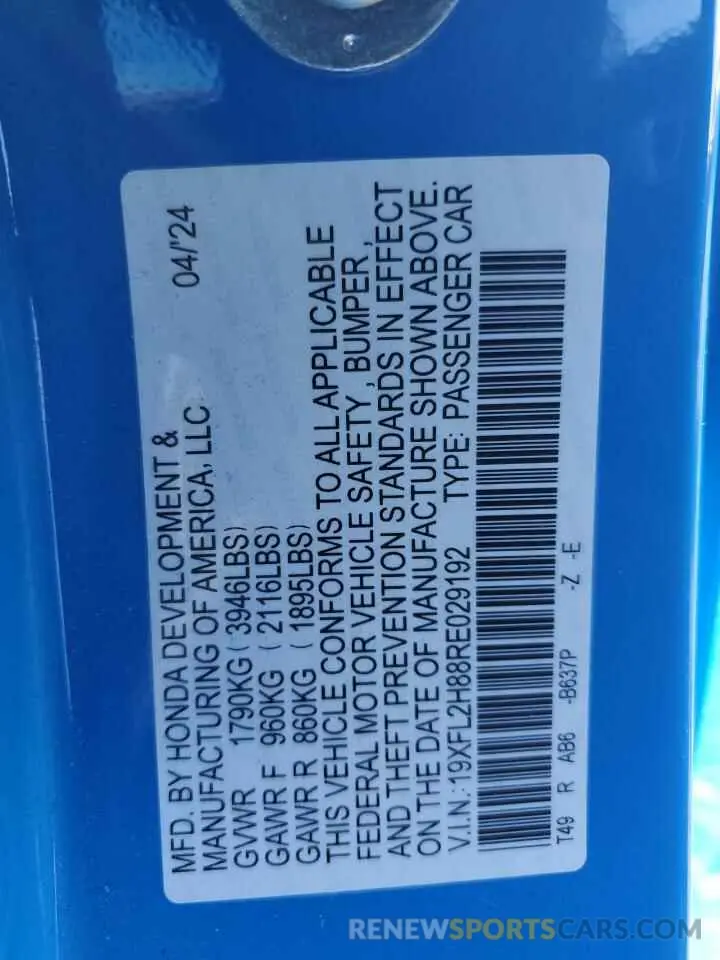 MFD. BY HONDA DEVELOPMENT &
MANUFACTURING OF AMERICA, LLC 04/'24
GVWR 1790KG (3946LBS)
GAWR F 960KG (2116LBS)
GAWR R 860KG (1895LBS)
THIS VEHICLE CONFORMS TO ALL APPLICABLE
FEDERAL MOTOR VEHICLE SAFETY , BUMPER ,
AND THEFT PREVENTION STANDARDS IN EFFECT
ON THE DATE OF MANUFACTURE SHOWN ABOVE.
V.I.N.:19XFL2H88RE029192 TYPE: PASSENGER CAR
T49 R AB6 -B637P -Z -E
RENEWSPORTSCARS.COM